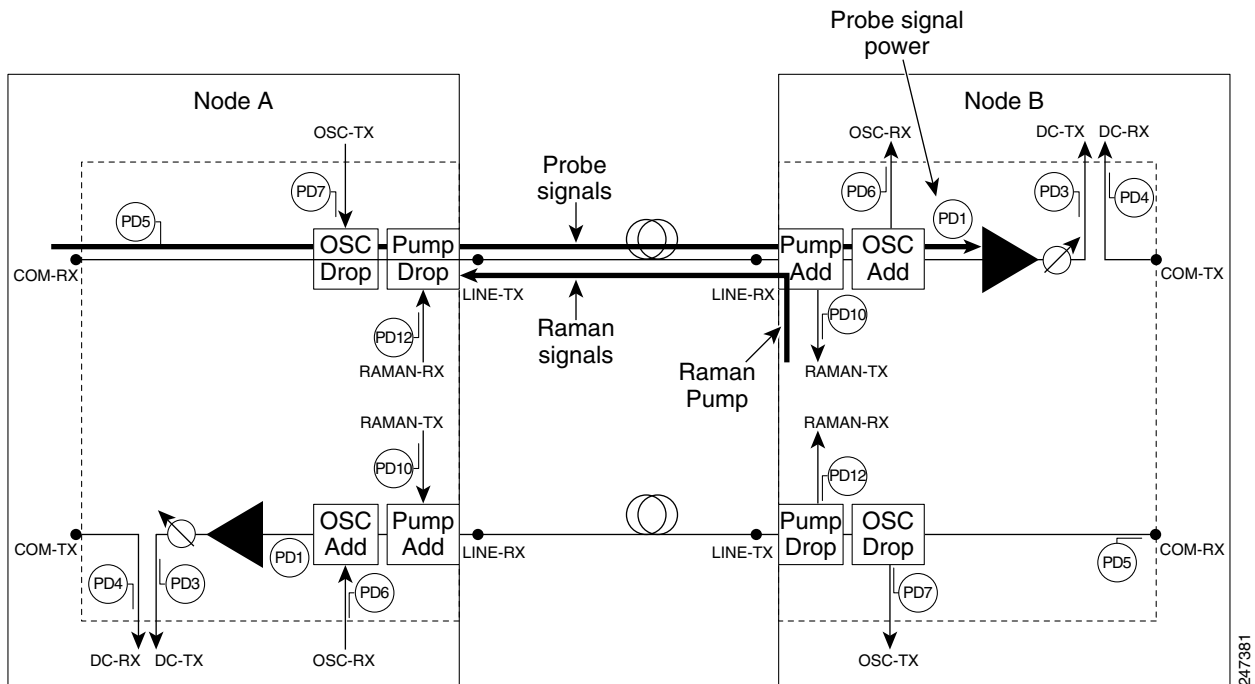 Probe signal
power
Node A
Node B
OSC-TX
OSC-RX
DC-TX
DC-RX
Probe
signals
PD7
PD6
PD3
PD4
PD5
PD1
OSC
Drop
Pump
Drop
Pump
Add
OSC
Add
COM-RX
LINE-TX
LINE-RX
COM-TX
PD12
PD10
Raman
signals
RAMAN-RX
Raman
Pump
RAMAN-TX
RAMAN-TX
RAMAN-RX
PD10
PD12
OSC
Add
Pump
Add
Pump
Drop
OSC
Drop
COM-TX
PD1
LINE-RX
LINE-TX
PD5
COM-RX
PD4
PD3
PD6
PD7
DC-RX
DC-TX
OSC-RX
OSC-TX
247381